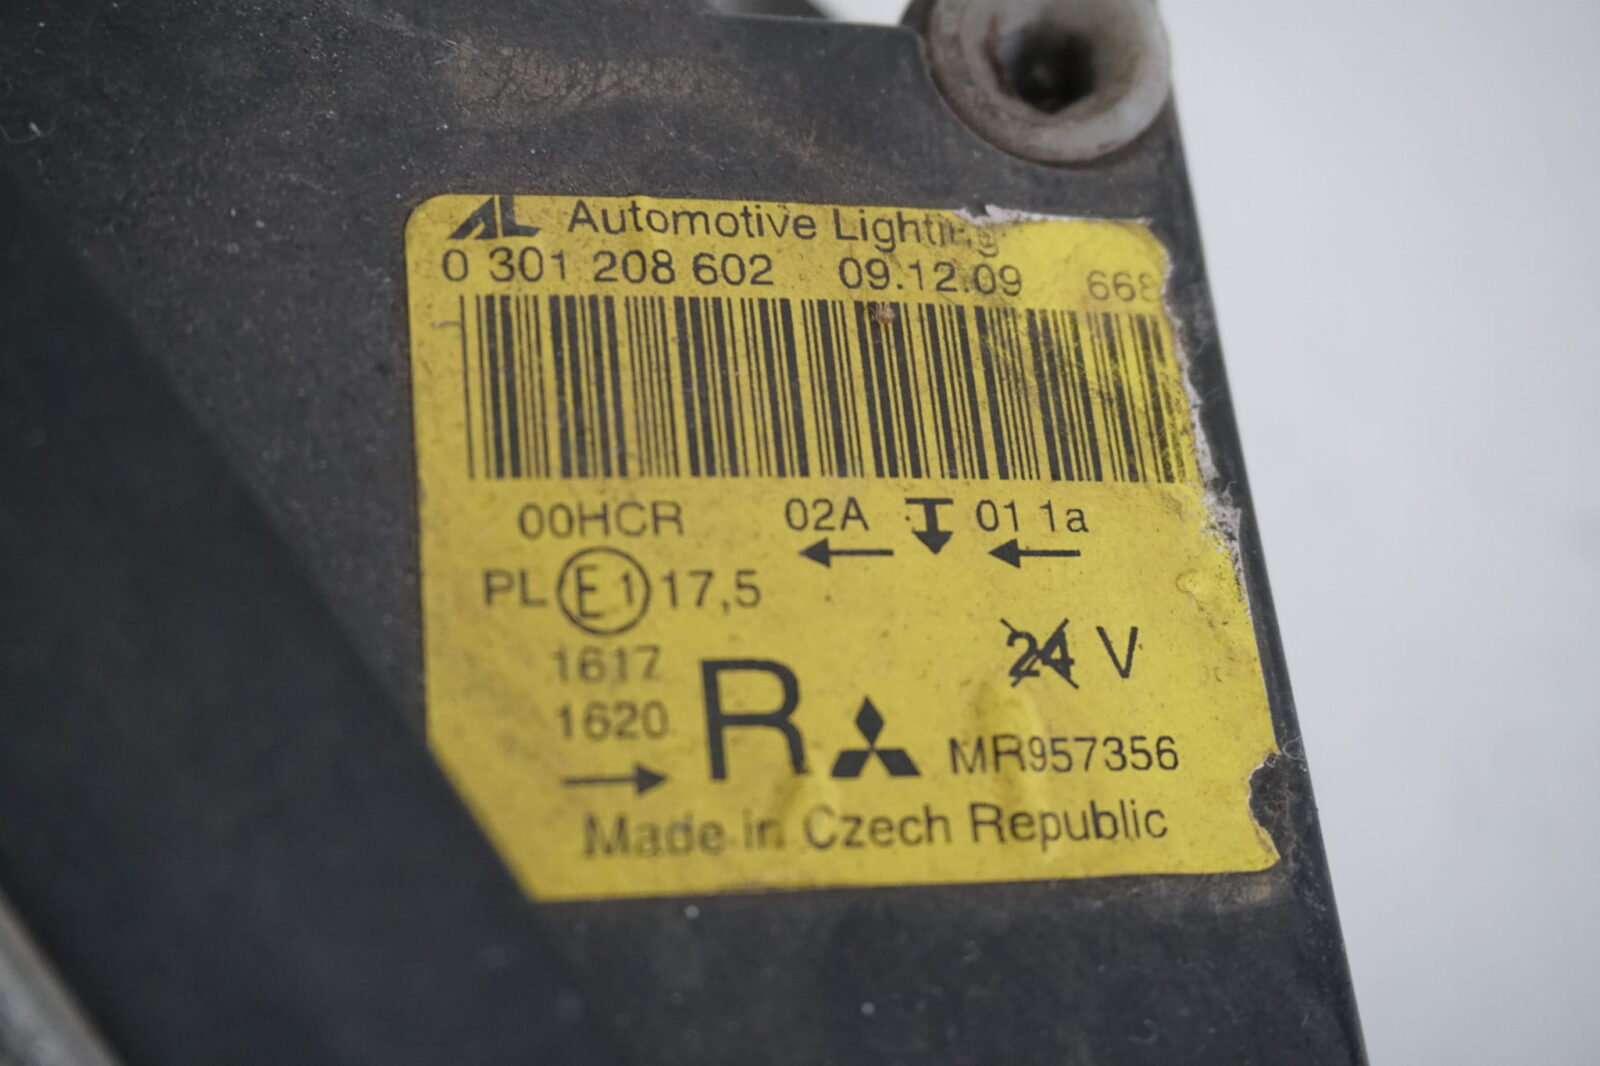 AL Automotive Lighting
0 301 208 602 09.12.09 668
00HCR 02A 01 1a
PL E1 17,5
1617
1620
24 V
R MR957356
Made in Czech Republic